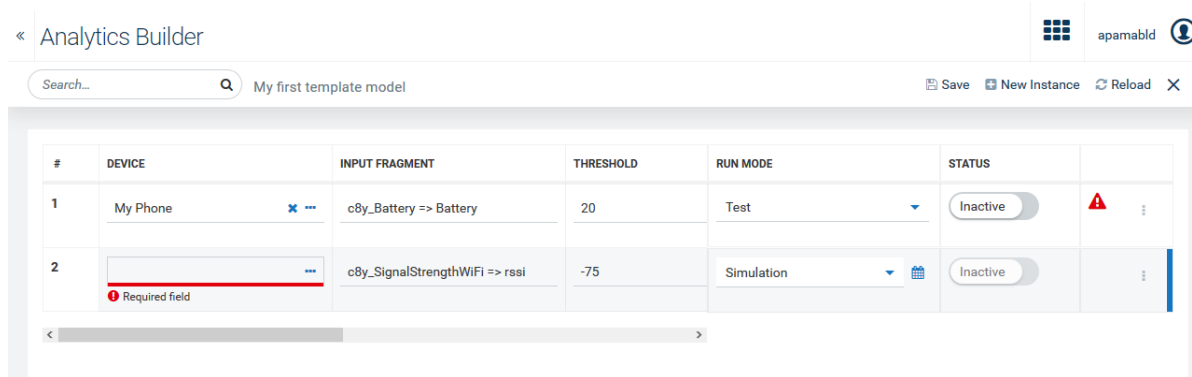 « Analytics Builder
apamabld
Search...
My first template model
Save New Instance Reload X
# DEVICE INPUT FRAGMENT THRESHOLD RUN MODE STATUS
1 My Phone c8y_Battery => Battery 20 Test Inactive
2 c8y_SignalStrengthWiFi => rssi -75 Simulation Inactive
Required field